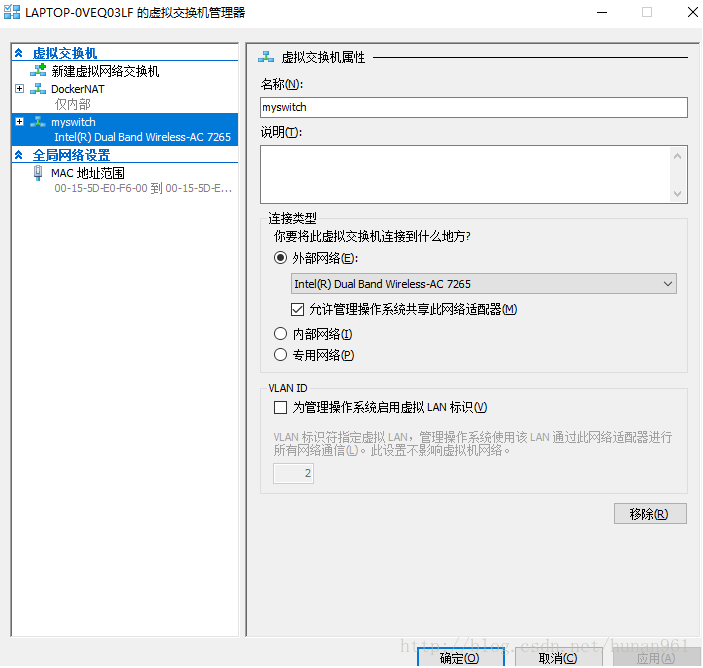 LAPTOP-0VEQ03LF 的虚拟交换机管理器
虚拟交换机
新建虚拟网络交换机
DockerNAT
仅内部
myswitch
Intel(R) Dual Band Wireless-AC 7265
全局网络设置
MAC 地址范围
00-15-5D-E0-F6-00 到 00-15-5D-E...
虚拟交换机属性
名称(N):
myswitch
说明(T):
连接类型
你要将此虚拟交换机连接到什么地方?
外部网络(E):
Intel(R) Dual Band Wireless-AC 7265
允许管理操作系统共享此网络适配器(M)
内部网络(I)
专用网络(P)
VLAN ID
为管理操作系统启用虚拟 LAN 标识(V)
VLAN 标识符指定虚拟 LAN，管理操作系统使用该 LAN 通过此网络适配器进行
所有网络通信(L)。此设置不影响虚拟机网络。
2
移除(R)
http://blog.csdn.net/hunan961
确定(O)
取消(C)
应用(A)